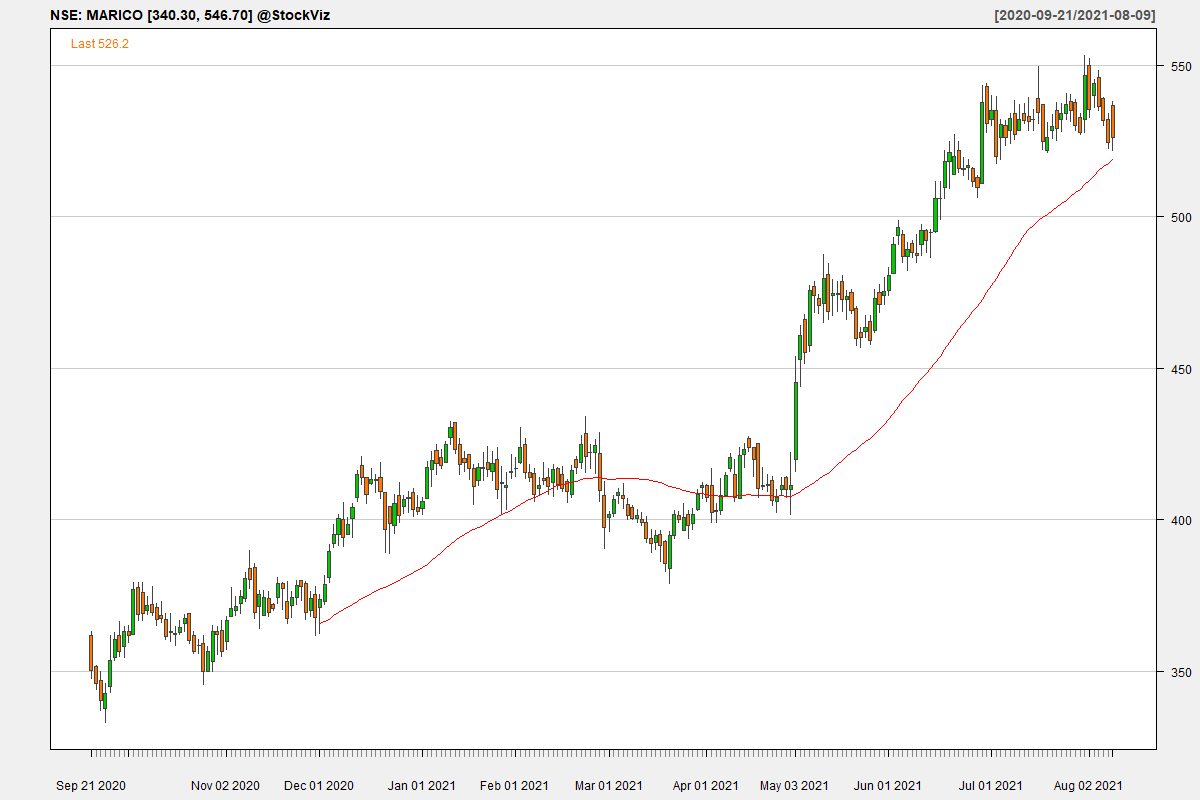 NSE: MARICO [340.30, 546.70] @StockViz
[2020-09-21/2021-08-09]
Last 526.2
550
500
450
400
350
Sep 21 2020
Nov 02 2020
Dec 01 2020
Jan 01 2021
Feb 01 2021
Mar 01 2021
Apr 01 2021
May 03 2021
Jun 01 2021
Jul 01 2021
Aug 02 2021